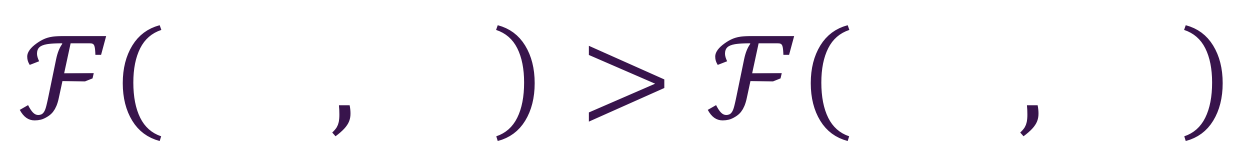 ℱ( , ) > ℱ( , )